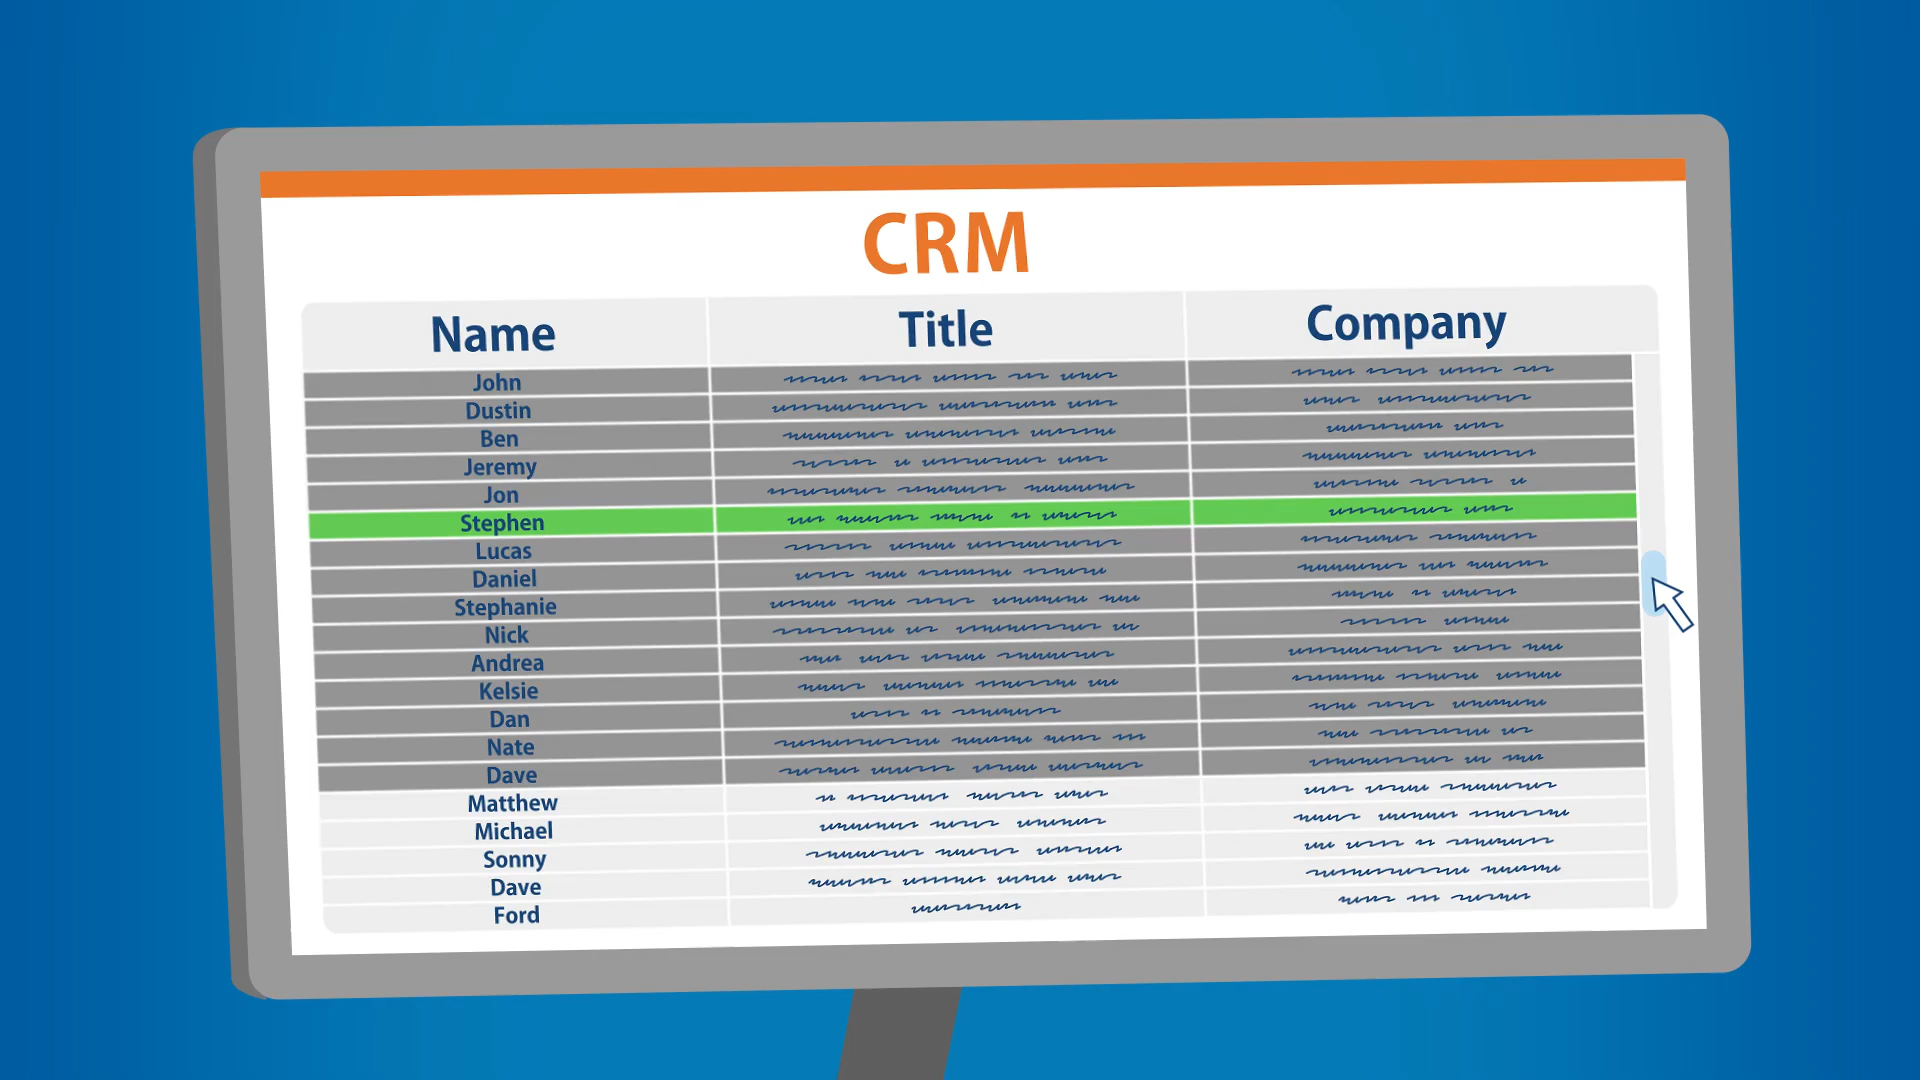 CRM
Name Title Company
John
Dustin
Ben
Jeremy
Jon
Stephen
Lucas
Daniel
Stephanie
Nick
Andrea
Kelsie
Dan
Nate
Dave
Matthew
Michael
Sonny
Dave
Ford